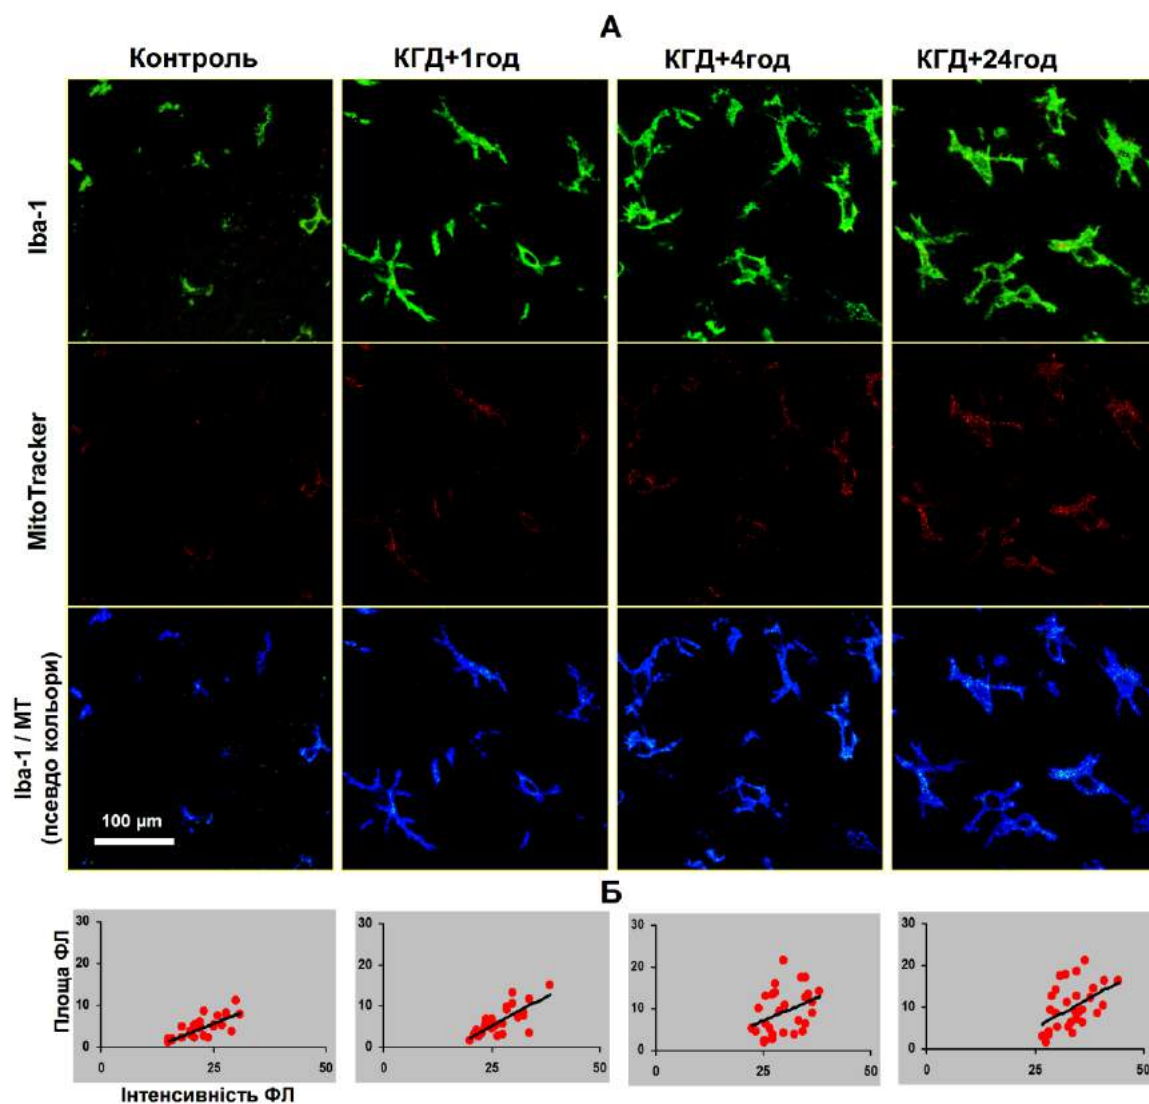 А
Контроль
КГД+1год
КГД+4год
КГД+24год
Iba-1
MitoTracker
Iba-1 / МТ
(псевдо кольори)
100 µm
Б
Площа ФЛ
30
20
10
0
0
25
50
30
20
10
0
0
25
50
30
20
10
0
0
25
50
30
20
10
0
0
25
50
Інтенсивність ФЛ